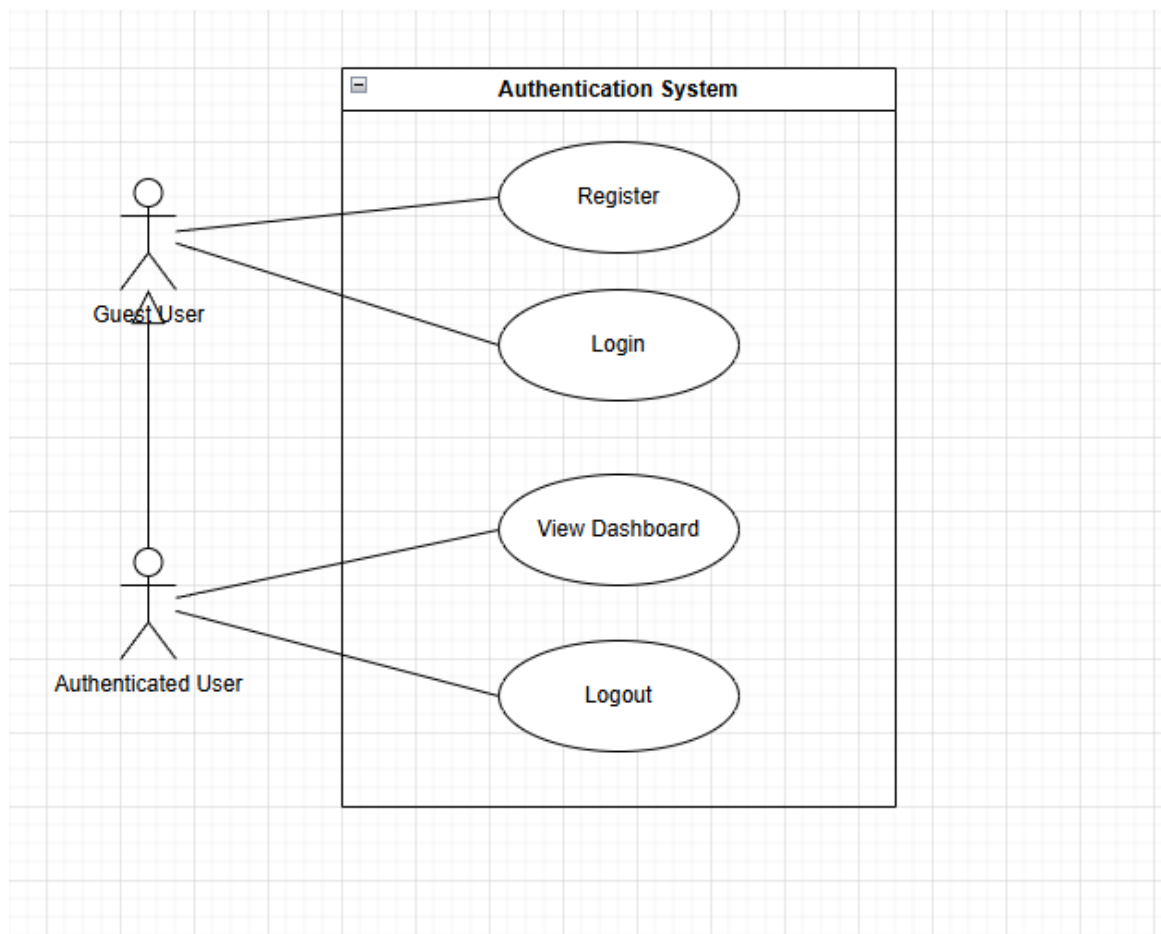 Authentication System
Register
Guest User
Login
View Dashboard
Authenticated User
Logout